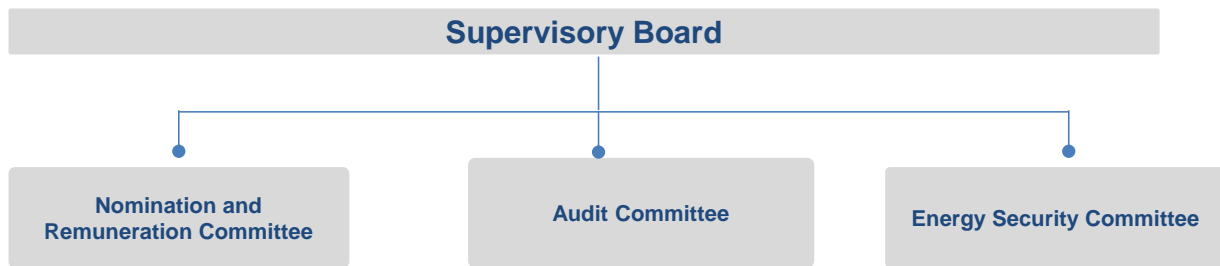 Supervisory Board
Nomination and
Remuneration Committee
Audit Committee
Energy Security Committee